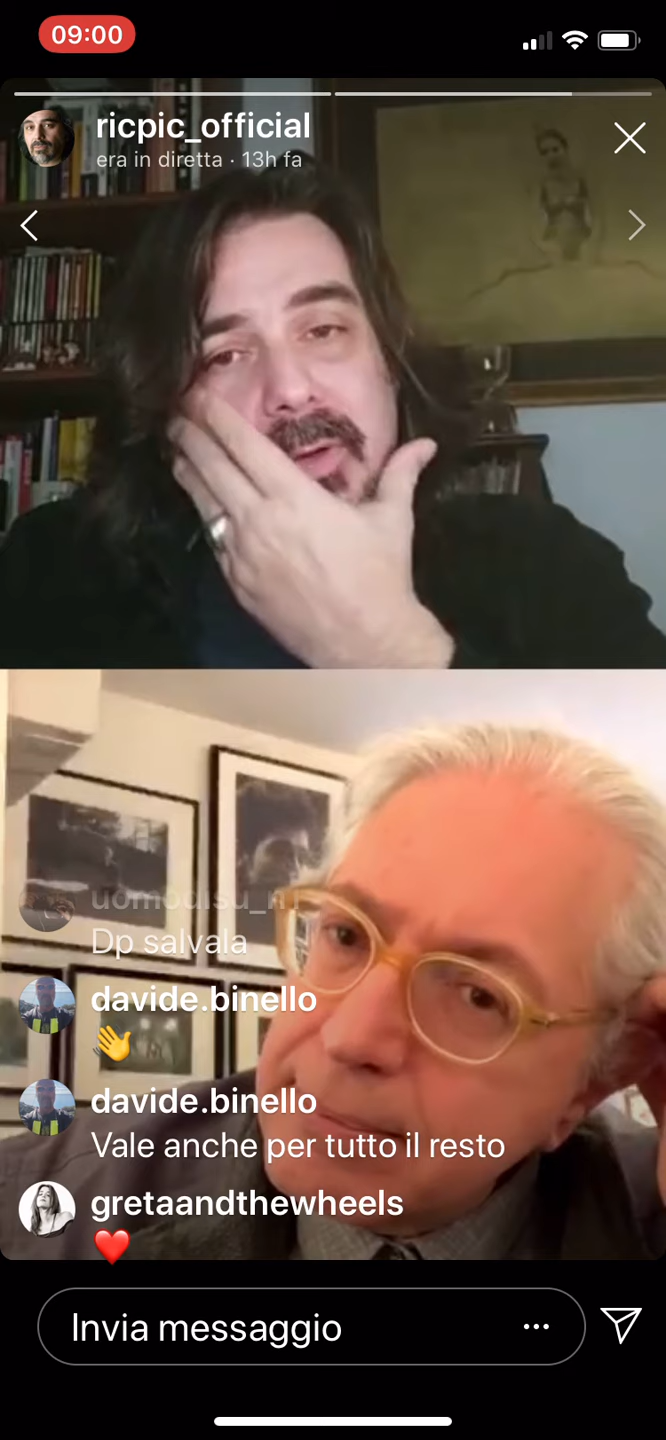 09:00
ricpic_official
era in diretta · 13h fa
Dp salvala
davide.binello
👋
davide.binello
Vale anche per tutto il resto
gretaandthewheels
❤️
Invia messaggio